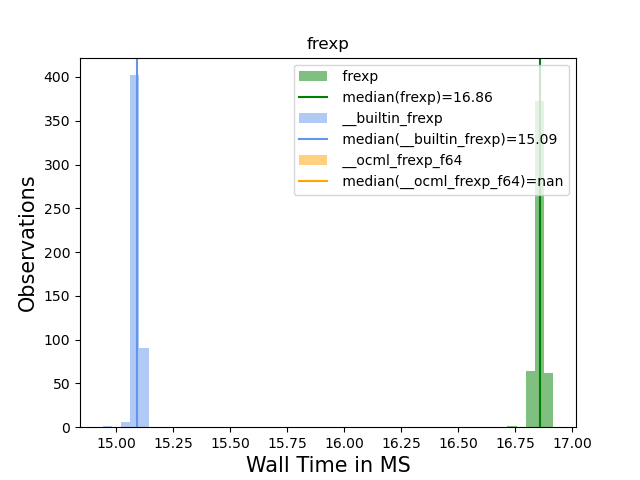 frexp
400
350
300
250
200
150
100
50
0
Observations
frexp
median(frexp)=16.86
__builtin_frexp
median(__builtin_frexp)=15.09
__ocml_frexp_f64
median(__ocml_frexp_f64)=nan
15.00 15.25 15.50 15.75 16.00 16.25 16.50 16.75 17.00
Wall Time in MS